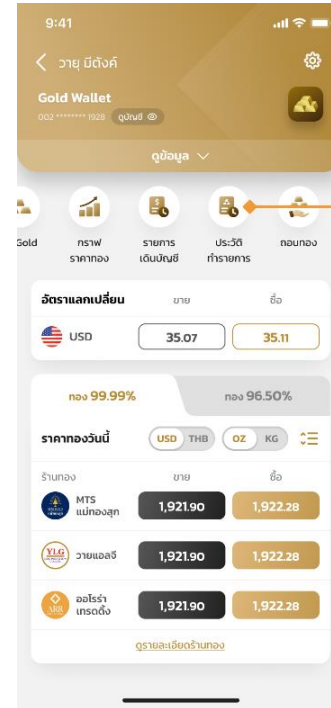 9:41
วายุ มีตังค์
Gold Wallet
002 ******** 1928 ดูบัญชี
ดูข้อมูล
Gold
กราฟ
ราคาทอง
รายการ
เดินบัญชี
ประวัติ
ทำรายการ
ถอนทอง
อัตราแลกเปลี่ยน ขาย ซื้อ
USD 35.07 35.11
ทอง 99.99% ทอง 96.50%
ราคาทองวันนี้ USD THB OZ KG
ร้านทอง ขาย ซื้อ
MTS
แม่ทองสุก 1,921.90 1,922.28
YLG
วายแอลจี 1,921.90 1,922.28
ARR
ออโรร่า
เทรดดิ้ง 1,921.90 1,922.28
ดูรายละเอียดร้านทอง